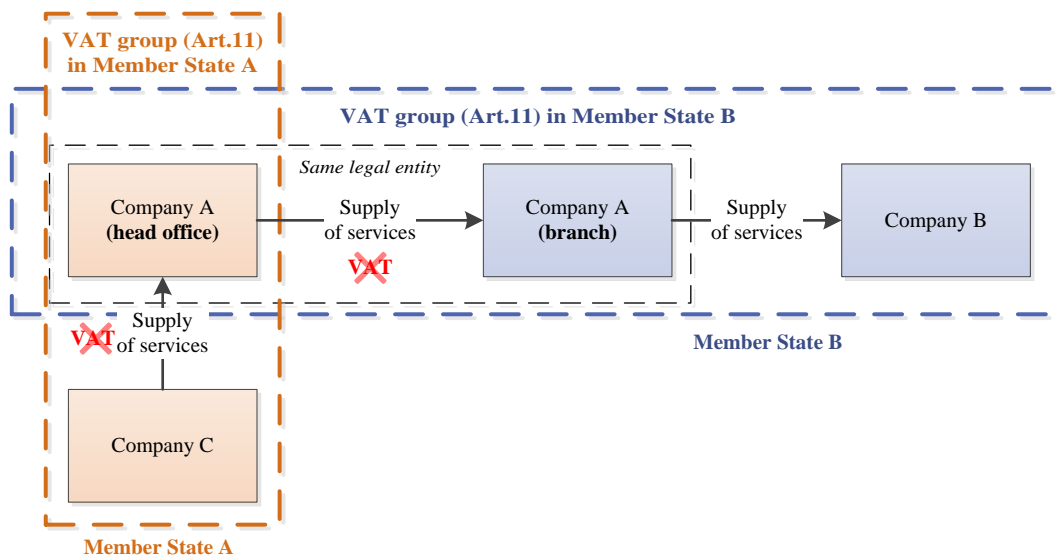 VAT group (Art.11)
in Member State A
VAT group (Art.11) in Member State B
Same legal entity
Company A
(head office)
Supply
of services
VAT
Company A
(branch)
Supply
of services
Company B
Supply
of services
VAT
Member State B
Company C
Member State A